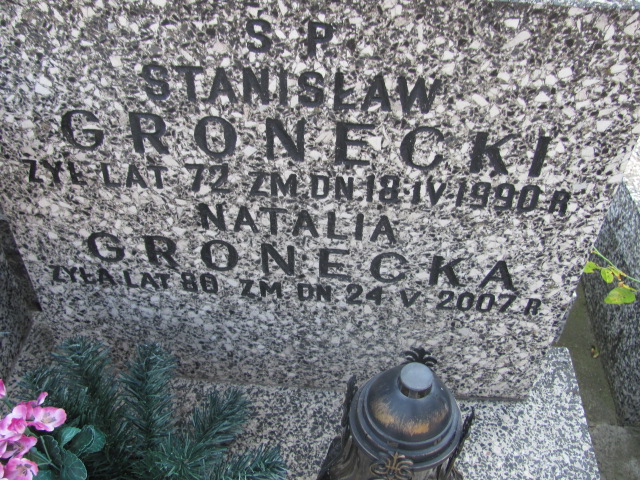 Ś P
STANISŁAW
GRONECKI
ŻYŁ LAT 72 ZM DN 18 IV 1990 R
NATALIA
GRONECKA
ŻYŁA LAT 80 ZM DN 24 V 2007 R